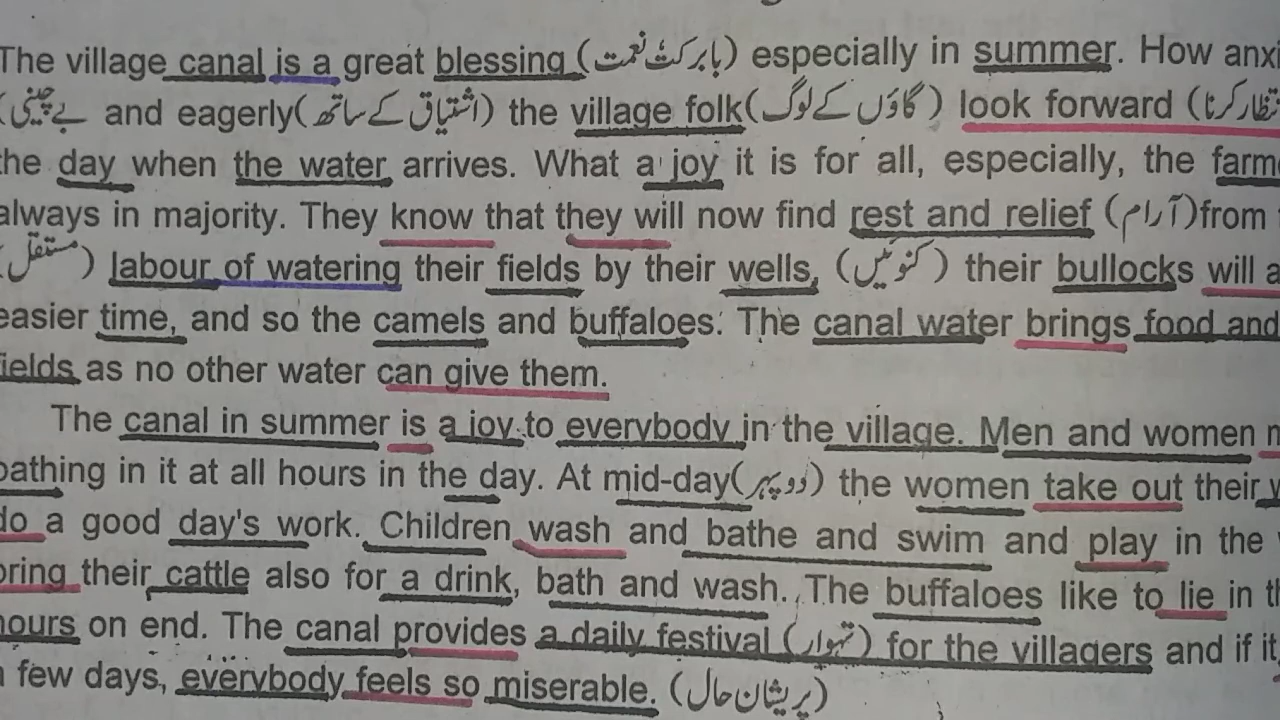 The village canal is a great blessing (بابرکت نعمت) especially in summer. How
(بے چینی and eagerly(اشتیاق کے ساتھ) the village folk(گاؤں کے لوگ) look forward
the day when the water arrives. What a joy it is for all, especially, the
always in majority. They know that they will now find rest and relief (آرام)from
(مستقل) labour of watering their fields by their wells, (کنوئیں) their bullocks will
easier time, and so the camels and buffaloes. The canal water brings food and
as no other water can give them.
The canal in summer is a joy to everybody in the village. Men and women
bathing in it at all hours in the day. At mid-day(دوپہر) the women take out their
do a good day's work. Children wash and bathe and swim and play in the
bring their cattle also for a drink, bath and wash. The buffaloes like to lie in
hours on end. The canal provides a daily festival (تہوار) for the villagers and if it
few days, everybody feels so miserable. (پریشان حال)